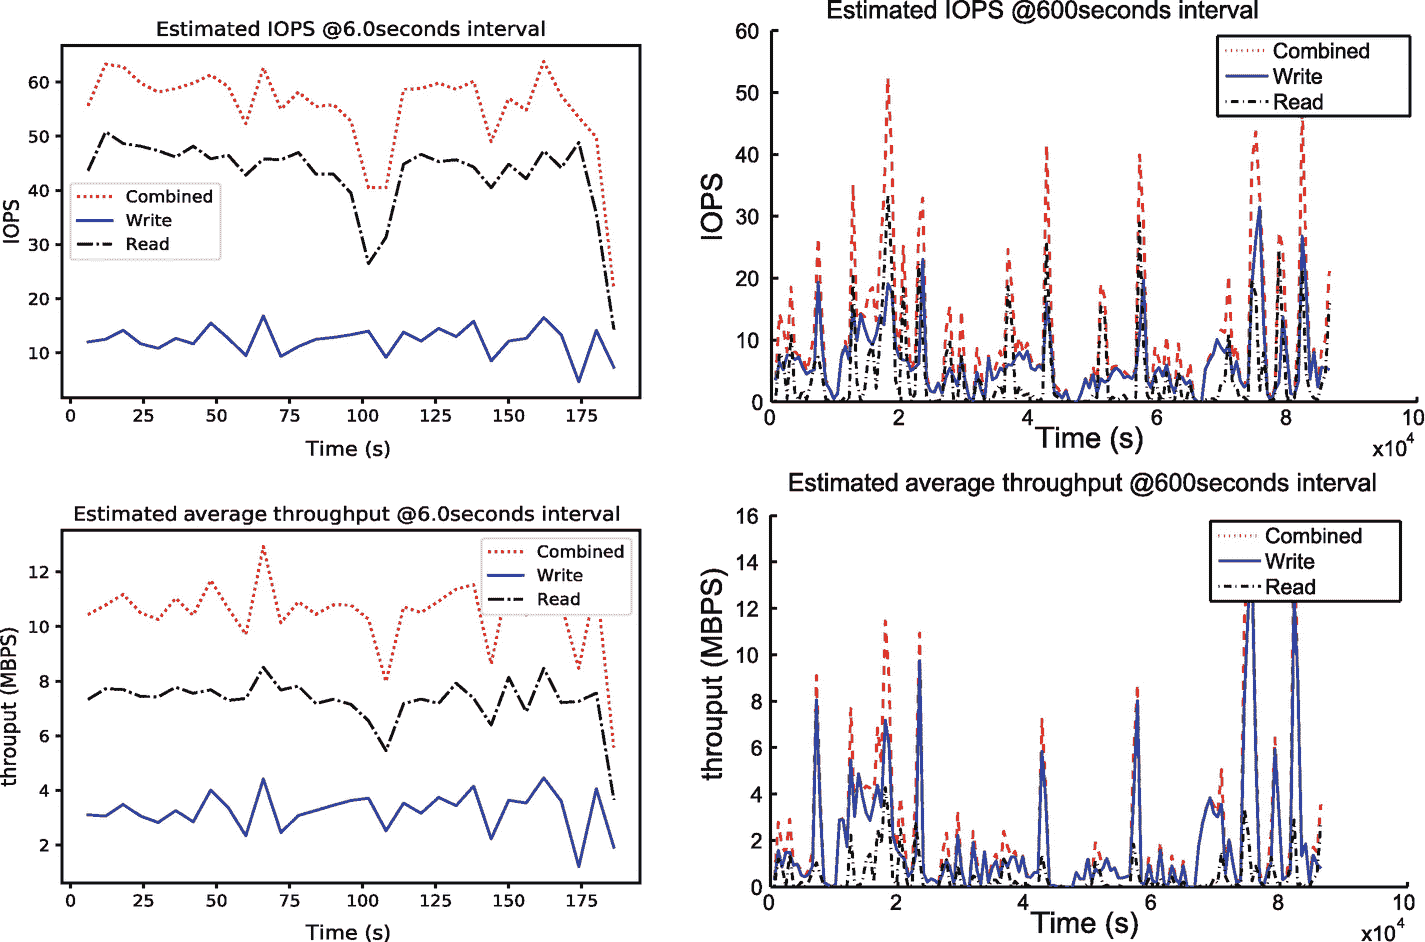 Estimated IOPS @6.0seconds interval
60
50
40
30
20
10
IOPS
Combined
Write
Read
0 25 50 75 100 125 150 175
Time (s)
Estimated IOPS @600seconds interval
60
50
40
30
20
10
0
IOPS
Combined
Write
Read
0 2 4 6 8 10
Time (s)
x10^4
Estimated average throughput @6.0seconds interval
12
10
8
6
4
2
throuput (MBPS)
Combined
Write
Read
0 25 50 75 100 125 150 175
Time (s)
Estimated average throughput @600seconds interval
16
14
12
10
8
6
4
2
0
throuput (MBPS)
Combined
Write
Read
0 2 4 6 8 10
Time (s)
x10^4